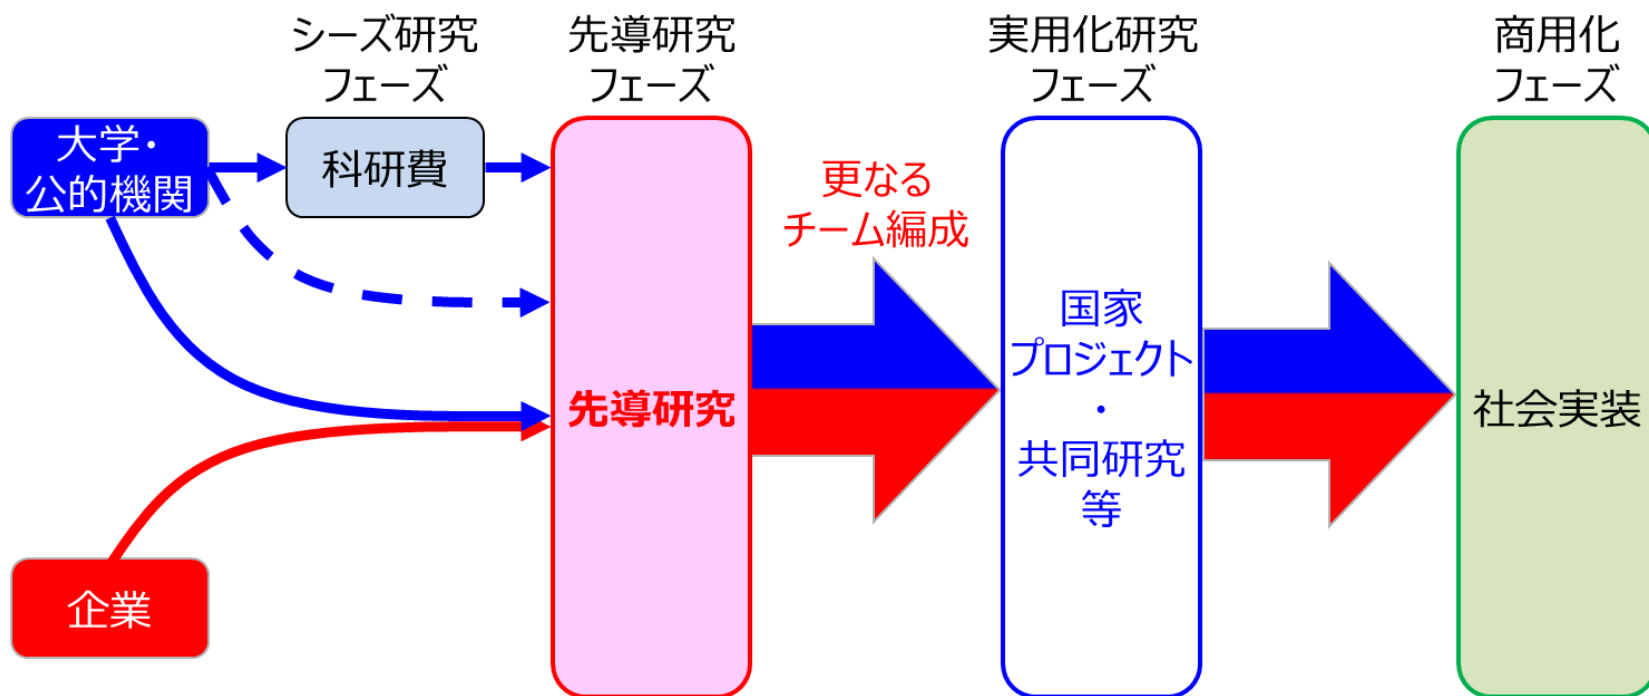 シーズ研究
フェーズ
先導研究
フェーズ
実用化研究
フェーズ
商用化
フェーズ
大学・
公的機関
科研費
更なる
チーム編成
先導研究
国家
プロジェクト
・
共同研究
等
社会実装
企業